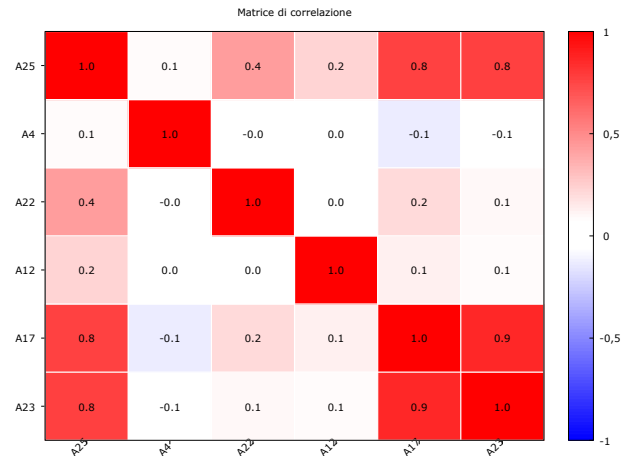 Matrice di correlazione
A25 1.0 0.1 0.4 0.2 0.8 0.8
A4 0.1 1.0 -0.0 0.0 -0.1 -0.1
A22 0.4 -0.0 1.0 0.0 0.2 0.1
A12 0.2 0.0 0.0 1.0 0.1 0.1
A17 0.8 -0.1 0.2 0.1 1.0 0.9
A23 0.8 -0.1 0.1 0.1 0.9 1.0
A25 A4 A22 A12 A17 A23
1
0,5
0
-0,5
-1